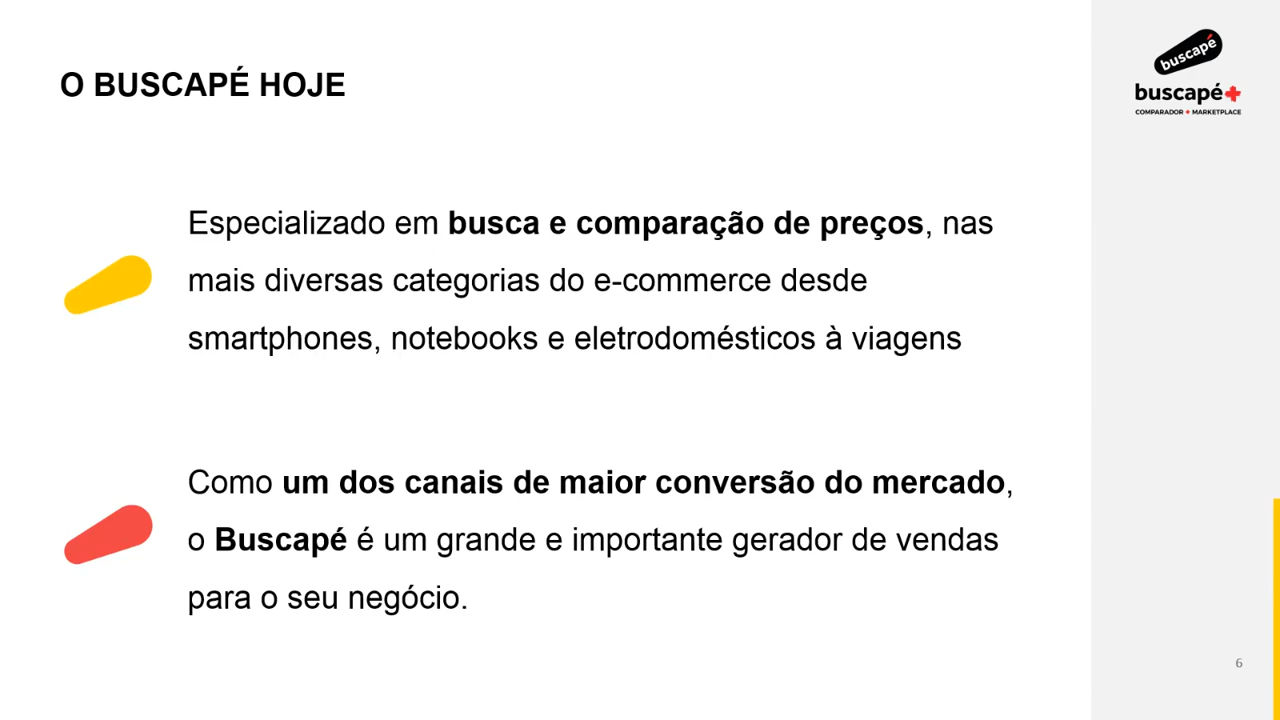 O BUSCAPÉ HOJE
buscapé
buscapé+
COMPARADOR + MARKETPLACE
Especializado em busca e comparação de preços, nas
mais diversas categorias do e-commerce desde
smartphones, notebooks e eletrodomésticos à viagens
Como um dos canais de maior conversão do mercado,
o Buscapé é um grande e importante gerador de vendas
para o seu negócio.
6